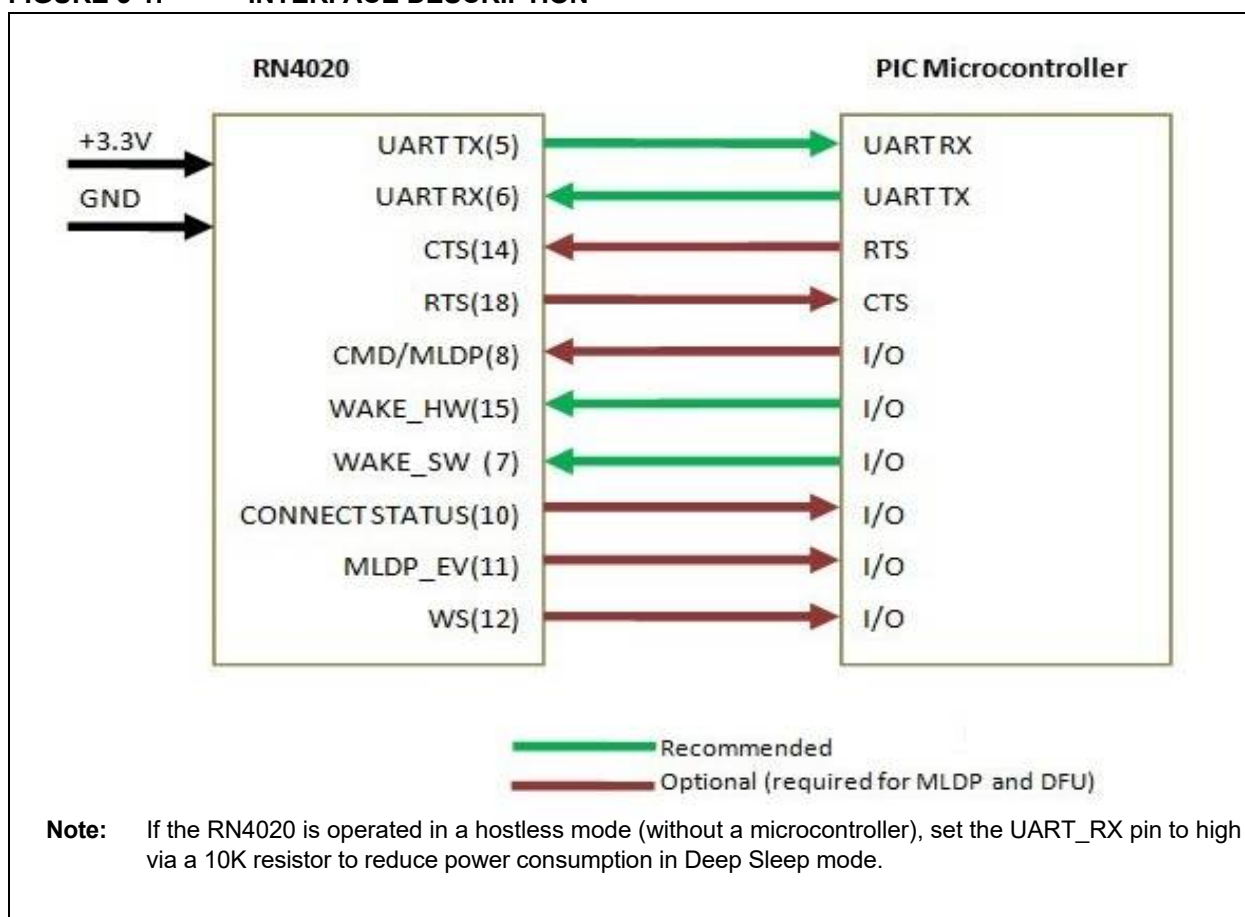 RN4020 PIC Microcontroller
+3.3V
GND
UART TX(5) UART RX
UART RX(6) UART TX
CTS(14) RTS
RTS(18) CTS
CMD/MLDP(8) I/O
WAKE_HW(15) I/O
WAKE_SW (7) I/O
CONNECT STATUS(10) I/O
MLDP_EV(11) I/O
WS(12) I/O
Recommended
Optional (required for MLDP and DFU)
Note: If the RN4020 is operated in a hostless mode (without a microcontroller), set the UART_RX pin to high
via a 10K resistor to reduce power consumption in Deep Sleep mode.